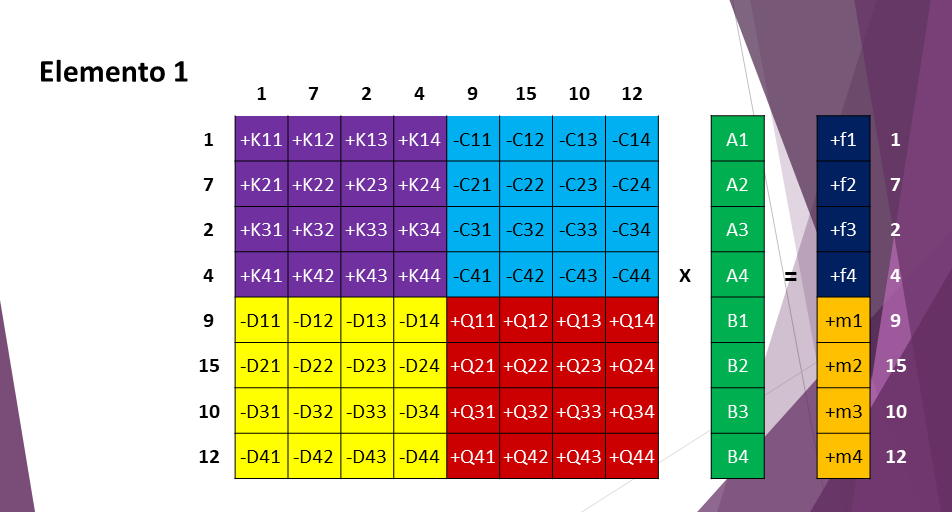 Elemento 1
1 7 2 4 9 15 10 12
1 +K11 +K12 +K13 +K14 -C11 -C12 -C13 -C14 A1 +f1 1
7 +K21 +K22 +K23 +K24 -C21 -C22 -C23 -C24 A2 +f2 7
2 +K31 +K32 +K33 +K34 -C31 -C32 -C33 -C34 A3 +f3 2
4 +K41 +K42 +K43 +K44 -C41 -C42 -C43 -C44 X A4 = +f4 4
9 -D11 -D12 -D13 -D14 +Q11 +Q12 +Q13 +Q14 B1 +m1 9
15 -D21 -D22 -D23 -D24 +Q21 +Q22 +Q23 +Q24 B2 +m2 15
10 -D31 -D32 -D33 -D34 +Q31 +Q32 +Q33 +Q34 B3 +m3 10
12 -D41 -D42 -D43 -D44 +Q41 +Q42 +Q43 +Q44 B4 +m4 12